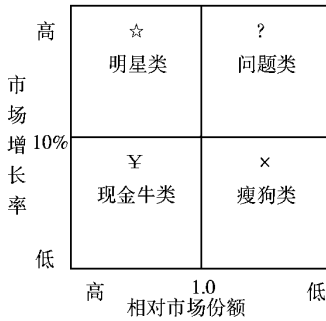 高 ☆ ?
明星类 问题类
市场增长率
10%
¥ ×
现金牛类 瘦狗类
低
高 1.0 低
相对市场份额